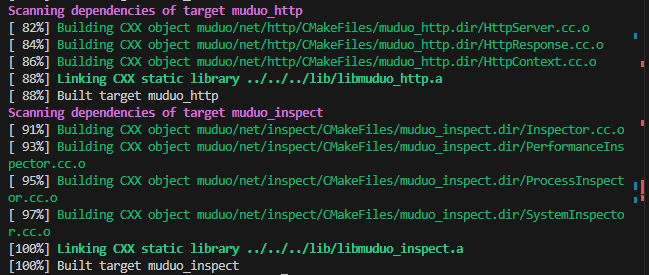 Scanning dependencies of target muduo_http
[ 82%] Building CXX object muduo/net/http/CMakeFiles/muduo_http.dir/HttpServer.cc.o
[ 84%] Building CXX object muduo/net/http/CMakeFiles/muduo_http.dir/HttpResponse.cc.o
[ 86%] Building CXX object muduo/net/http/CMakeFiles/muduo_http.dir/HttpContext.cc.o
[ 88%] Linking CXX static library ../../../lib/libmuduo_http.a
[ 88%] Built target muduo_http
Scanning dependencies of target muduo_inspect
[ 91%] Building CXX object muduo/net/inspect/CMakeFiles/muduo_inspect.dir/Inspector.cc.o
[ 93%] Building CXX object muduo/net/inspect/CMakeFiles/muduo_inspect.dir/PerformanceIns
pector.cc.o
[ 95%] Building CXX object muduo/net/inspect/CMakeFiles/muduo_inspect.dir/ProcessInspect
or.cc.o
[ 97%] Building CXX object muduo/net/inspect/CMakeFiles/muduo_inspect.dir/SystemInspecto
r.cc.o
[100%] Linking CXX static library ../../../lib/libmuduo_inspect.a
[100%] Built target muduo_inspect